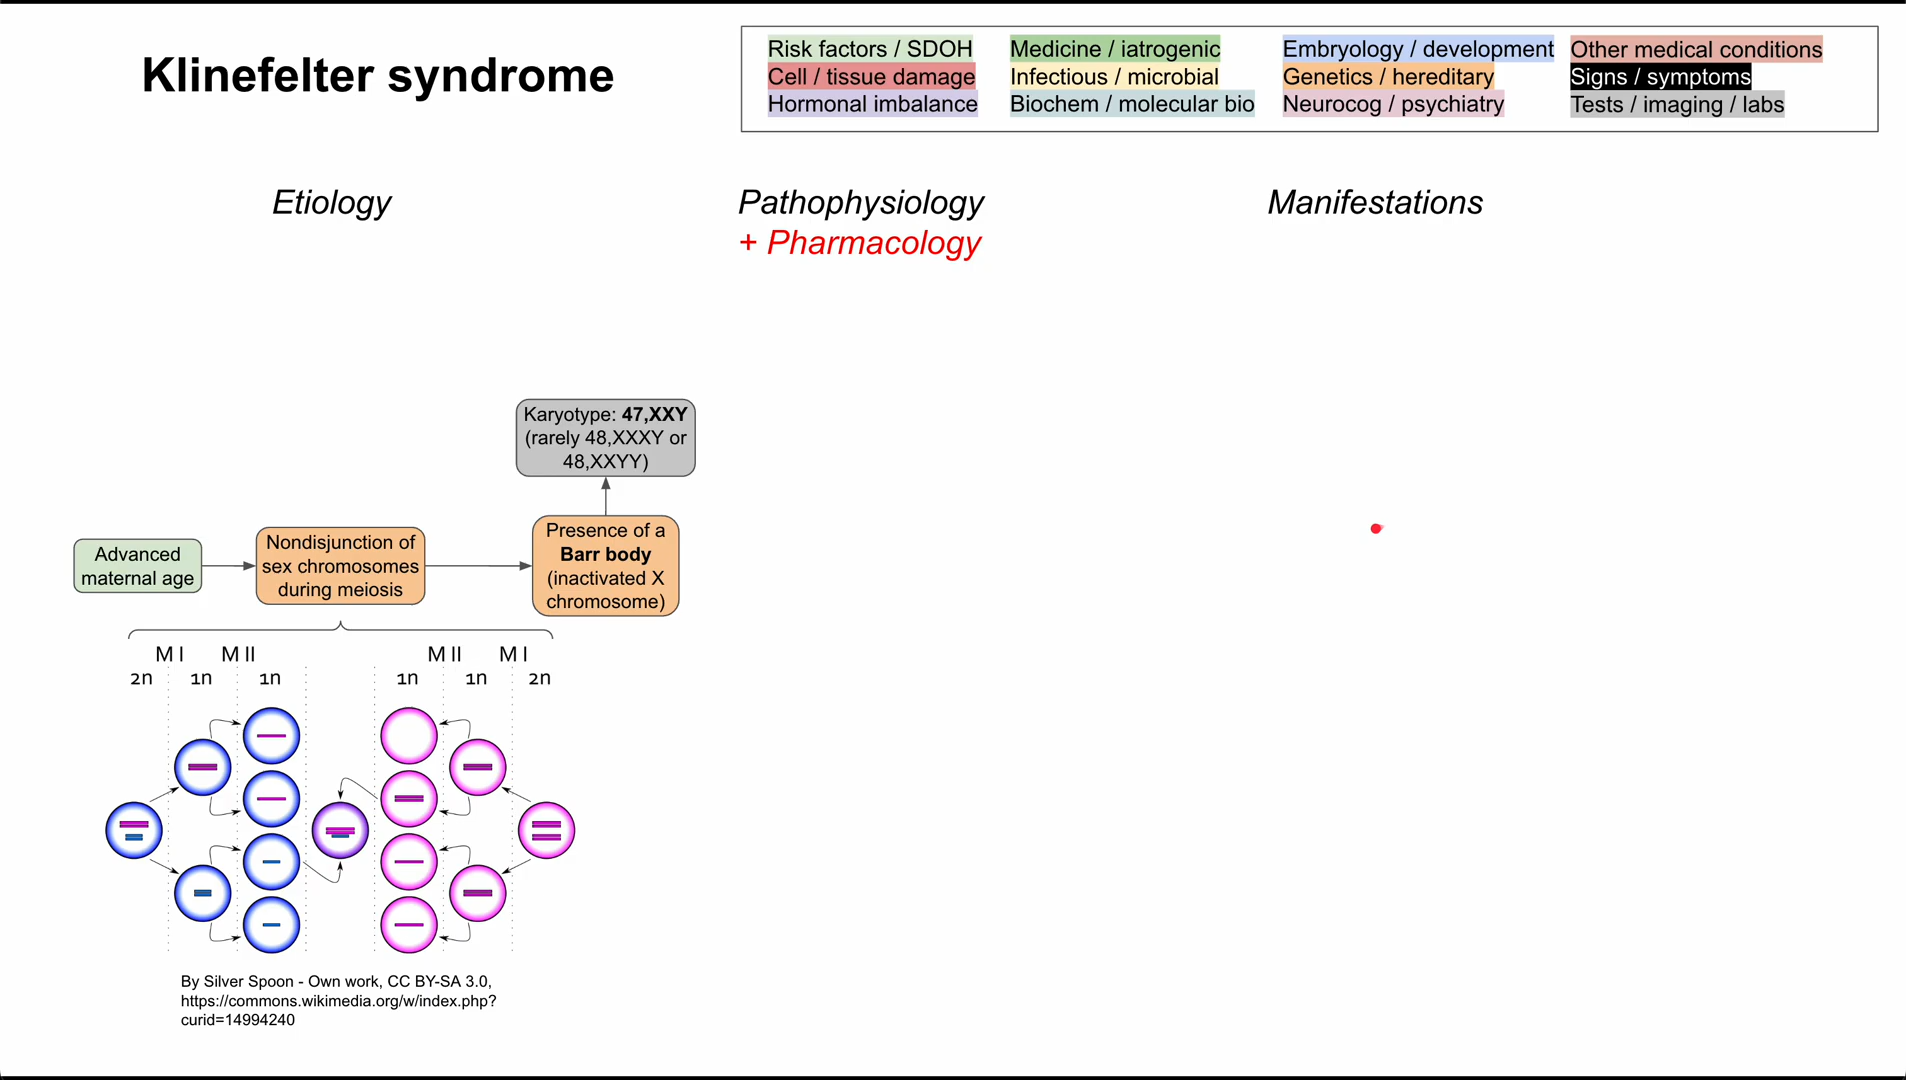 Klinefelter syndrome
Risk factors / SDOH
Cell / tissue damage
Hormonal imbalance
Medicine / iatrogenic
Infectious / microbial
Biochem / molecular bio
Embryology / development
Genetics / hereditary
Neurocog / psychiatry
Other medical conditions
Signs / symptoms
Tests / imaging / labs
Etiology
Pathophysiology
+ Pharmacology
Manifestations
Karyotype: 47,XXY
(rarely 48,XXXY or
48,XXYY)
Advanced
maternal age
Nondisjunction of
sex chromosomes
during meiosis
Presence of a
Barr body
(inactivated X
chromosome)
M I M II M II M I
2n 1n 1n 1n 1n 2n
By Silver Spoon - Own work, CC BY-SA 3.0,
https://commons.wikimedia.org/w/index.php?
curid=14994240